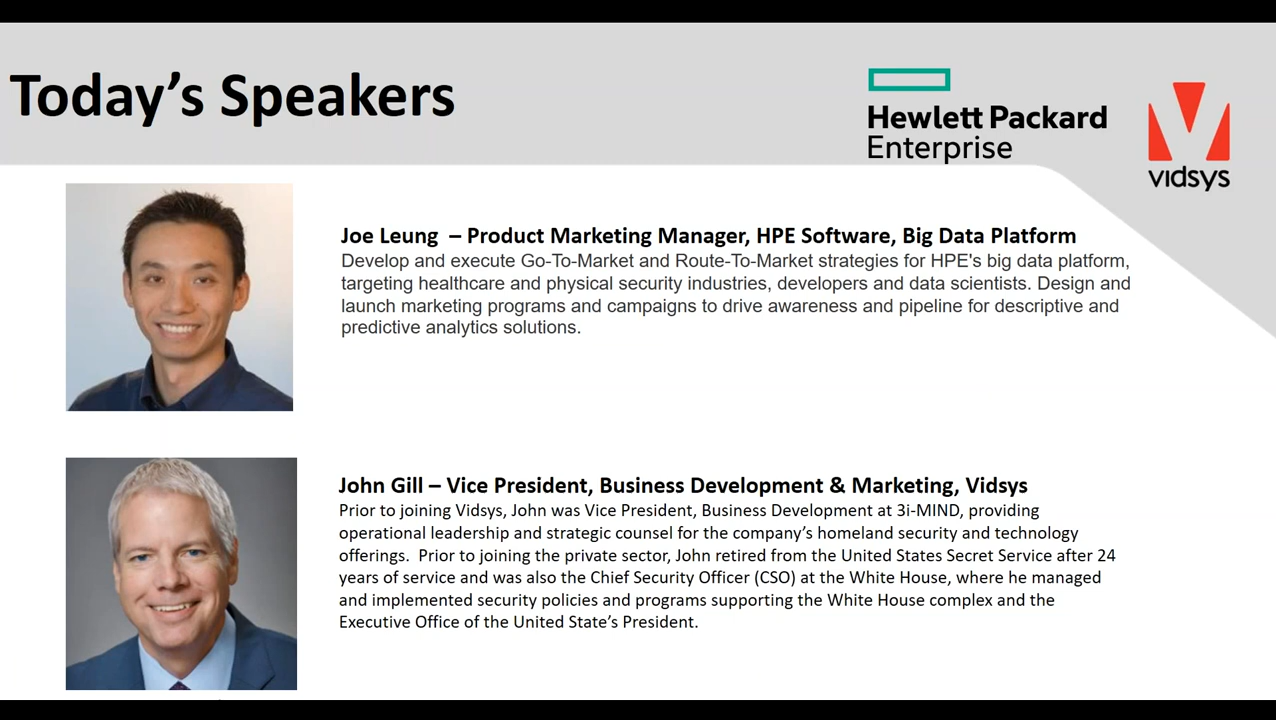 Today's Speakers
Hewlett Packard
Enterprise
vidsys
Joe Leung – Product Marketing Manager, HPE Software, Big Data Platform
Develop and execute Go-To-Market and Route-To-Market strategies for HPE's big data platform,
targeting healthcare and physical security industries, developers and data scientists. Design and
launch marketing programs and campaigns to drive awareness and pipeline for descriptive and
predictive analytics solutions.
John Gill – Vice President, Business Development & Marketing, Vidsys
Prior to joining Vidsys, John was Vice President, Business Development at 3i-MIND, providing
operational leadership and strategic counsel for the company's homeland security and technology
offerings.  Prior to joining the private sector, John retired from the United States Secret Service after 24
years of service and was also the Chief Security Officer (CSO) at the White House, where he managed
and implemented security policies and programs supporting the White House complex and the
Executive Office of the United State's President.